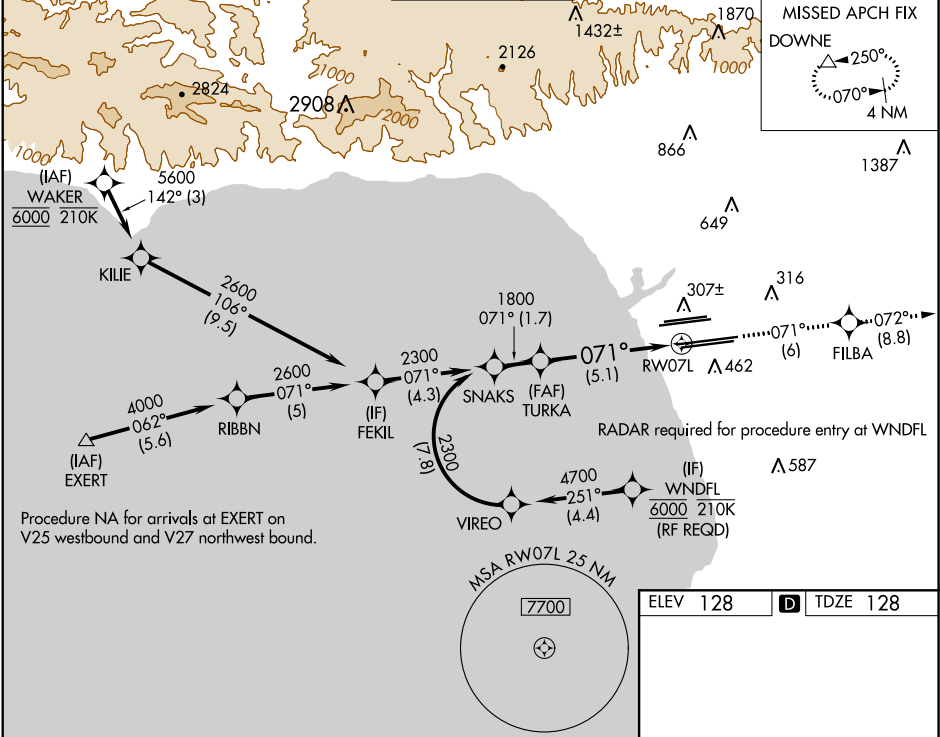 1870
MISSED APCH FIX
DOWNE
250°
070°
4 NM
1432±
2126
1000
1000
2824
2908
2000
866
1387
1000
(IAF)
WAKER
6000 210K
5600
142° (3)
649
KILIE
2600
106°
(9.5)
1800
071° (1.7)
307±
316
071°
(6)
072°
(8.8)
FILBA
RW07L
462
2300
071°
(4.3)
SNAKS
(FAF)
TURKA
071°
(5.1)
2600
071°
(5)
(IF)
FEKIL
4000
062°
(5.6)
RIBBN
(IAF)
EXERT
2300
(7.8)
RADAR required for procedure entry at WNDFL
587
4700
251°
(4.4)
(IF)
WNDFL
6000 210K
(RF REQD)
VIREO
Procedure NA for arrivals at EXERT on
V25 westbound and V27 northwest bound.
MSA RW07L 25 NM
7700
ELEV 128
D TDZE 128